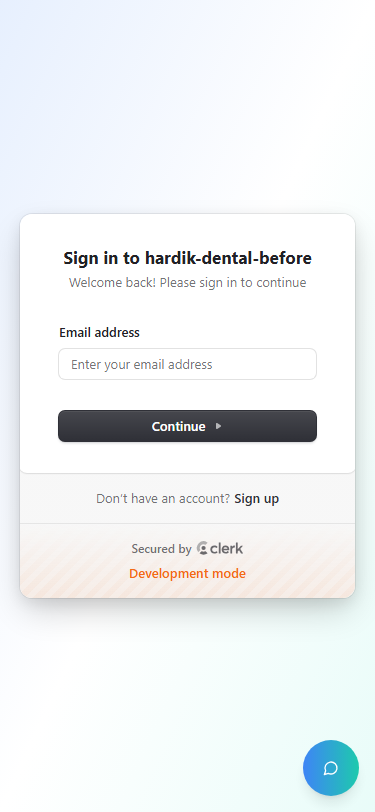 Sign in to hardik-dental-before
Welcome back! Please sign in to continue
Email address
Enter your email address
Continue
Don't have an account? Sign up
Secured by clerk
Development mode